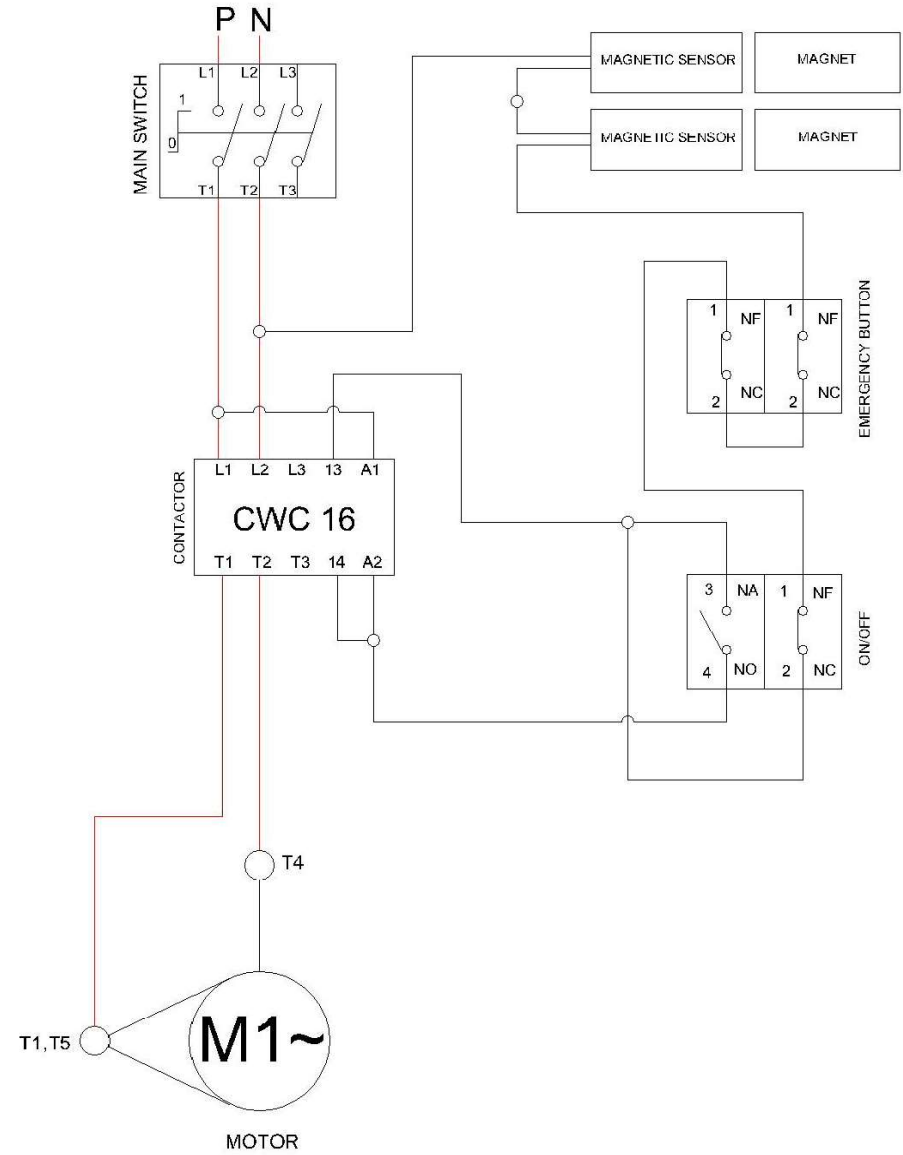 P N
MAIN SWITCH
L1 L2 L3
1
0
T1 T2 T3
MAGNETIC SENSOR MAGNET
MAGNETIC SENSOR MAGNET
EMERGENCY BUTTON
1 NF 1 NF
2 NC 2 NC
CONTACTOR
L1 L2 L3 13 A1
CWC 16
T1 T2 T3 14 A2
ON/OFF
3 NA 1 NF
4 NO 2 NC
T4
M1~
T1,T5
MOTOR